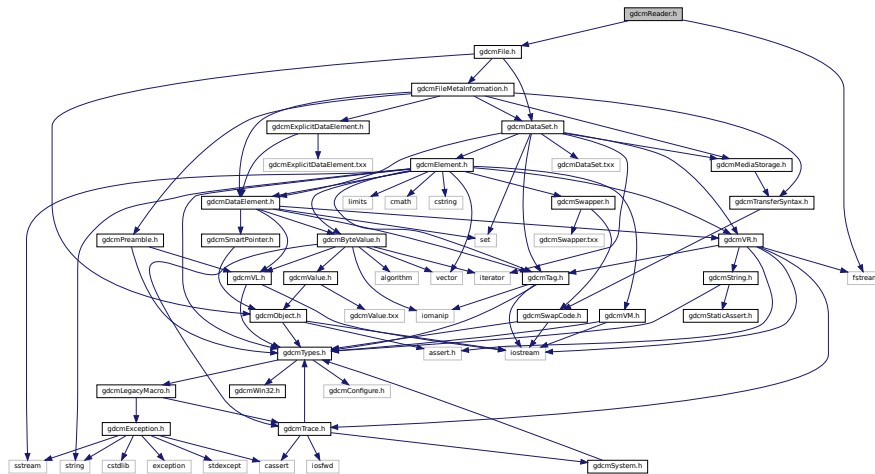 gdcmReader.h
gdcmFile.h
gdcmFileMetaInformation.h
gdcmExplicitDataElement.h
gdcmDataSet.h
gdcmExplicitDataElement.txx
gdcmElement.h
gdcmDataSet.txx
gdcmMediaStorage.h
gdcmDataElement.h
limits
cmath
cstring
gdcmSwapper.h
gdcmTransferSyntax.h
gdcmPreamble.h
gdcmSmartPointer.h
gdcmByteValue.h
set
gdcmSwapper.txx
gdcmVR.h
gdcmVL.h
gdcmValue.h
algorithm
vector
iterator
gdcmTag.h
gdcmString.h
fstream
gdcmObject.h
gdcmValue.txx
iomanip
gdcmSwapCode.h
gdcmVM.h
gdcmStaticAssert.h
gdcmTypes.h
assert.h
iostream
gdcmLegacyMacro.h
gdcmWin32.h
gdcmConfigure.h
gdcmException.h
gdcmTrace.h
sstream
string
cstdlib
exception
stdexcept
cassert
iosfwd
gdcmSystem.h